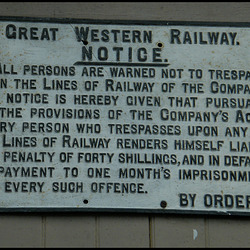 GREAT WESTERN RAILWAY.
NOTICE.
ALL PERSONS ARE WARNED NOT TO TRESPA
N THE LINES OF RAILWAY OF THE COMPA
NOTICE IS HEREBY GIVEN THAT PURSUA
THE PROVISIONS OF THE COMPANY'S AC
RY PERSON WHO TRESPASSES UPON ANY
LINES OF RAILWAY RENDERS HIMSELF LIA
PENALTY OF FORTY SHILLINGS, AND IN DEFA
PAYMENT TO ONE MONTH'S IMPRISONME
EVERY SUCH OFFENCE.
BY ORDER